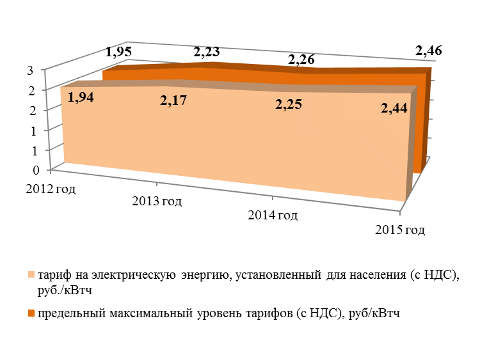 1,95
2,23
2,26
2,46
3
2
2
1
1
0
1,94
2,17
2,25
2,44
2012 год
2013 год
2014 год
2015 год
тариф на электрическую энергию, установленный для населения (с НДС),
руб./кВтч
предельный максимальный уровень тарифов (с НДС), руб/кВтч